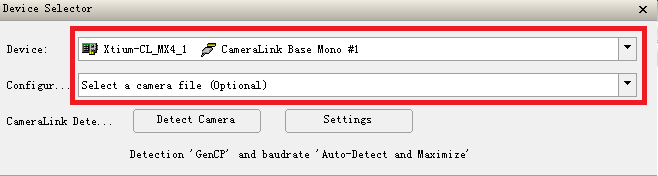 Device Selector
Device: Xtium-CL_MX4_1 CameraLink Base Mono #1
Configur... Select a camera file (Optional)
CameraLink Dete... Detect Camera Settings
Detection 'GenCP' and baudrate 'Auto-Detect and Maximize'